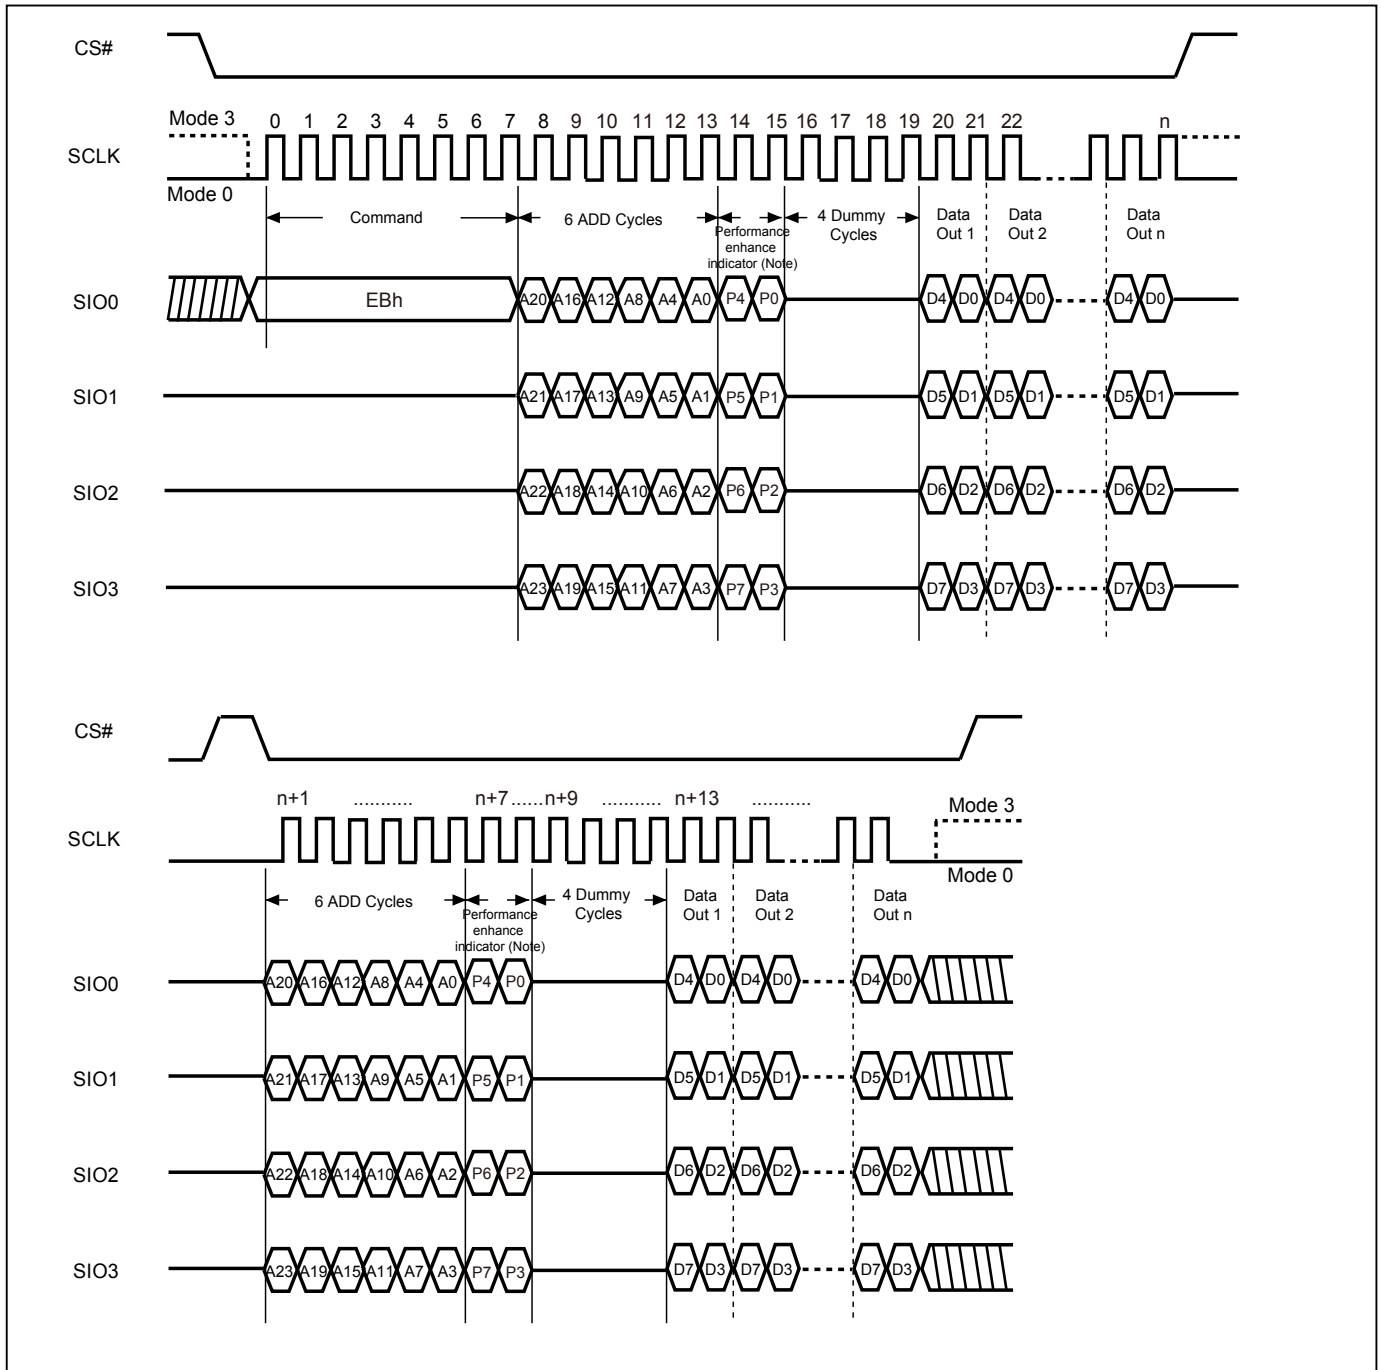 CS#
Mode 3
0 1 2 3 4 5 6 7 8 9 10 11 12 13 14 15 16 17 18 19 20 21 22 n
SCLK
Mode 0
Command
6 ADD Cycles
Performance
enhance
indicator (Note)
4 Dummy
Cycles
Data
Out 1
Data
Out 2
Data
Out n
SIO0
EBh
A20 A16 A12 A8 A4 A0 P4 P0 D4 D0 D4 D0 D4 D0
SIO1
A21 A17 A13 A9 A5 A1 P5 P1 D5 D1 D5 D1 D5 D1
SIO2
A22 A18 A14 A10 A6 A2 P6 P2 D6 D2 D6 D2 D6 D2
SIO3
A23 A19 A15 A11 A7 A3 P7 P3 D7 D3 D7 D3 D7 D3
CS#
n+1 ........... n+7 ...... n+9 ........... n+13 ...........
Mode 3
SCLK
Mode 0
6 ADD Cycles
Performance
enhance
indicator (Note)
4 Dummy
Cycles
Data
Out 1
Data
Out 2
Data
Out n
SIO0
A20 A16 A12 A8 A4 A0 P4 P0 D4 D0 D4 D0 D4 D0
SIO1
A21 A17 A13 A9 A5 A1 P5 P1 D5 D1 D5 D1 D5 D1
SIO2
A22 A18 A14 A10 A6 A2 P6 P2 D6 D2 D6 D2 D6 D2
SIO3
A23 A19 A15 A11 A7 A3 P7 P3 D7 D3 D7 D3 D7 D3